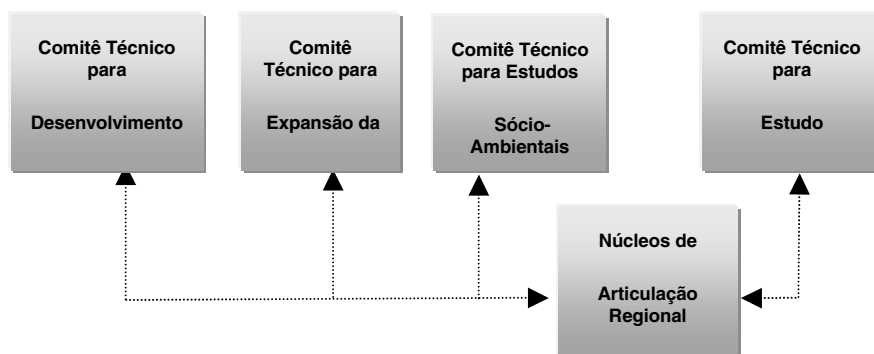 Comitê Técnico
para
Desenvolvimento
Comitê
Técnico para
Expansão da
Comitê Técnico
para Estudos
Sócio-
Ambientais
Comitê Técnico
para
Estudo
Núcleos de
Articulação
Regional